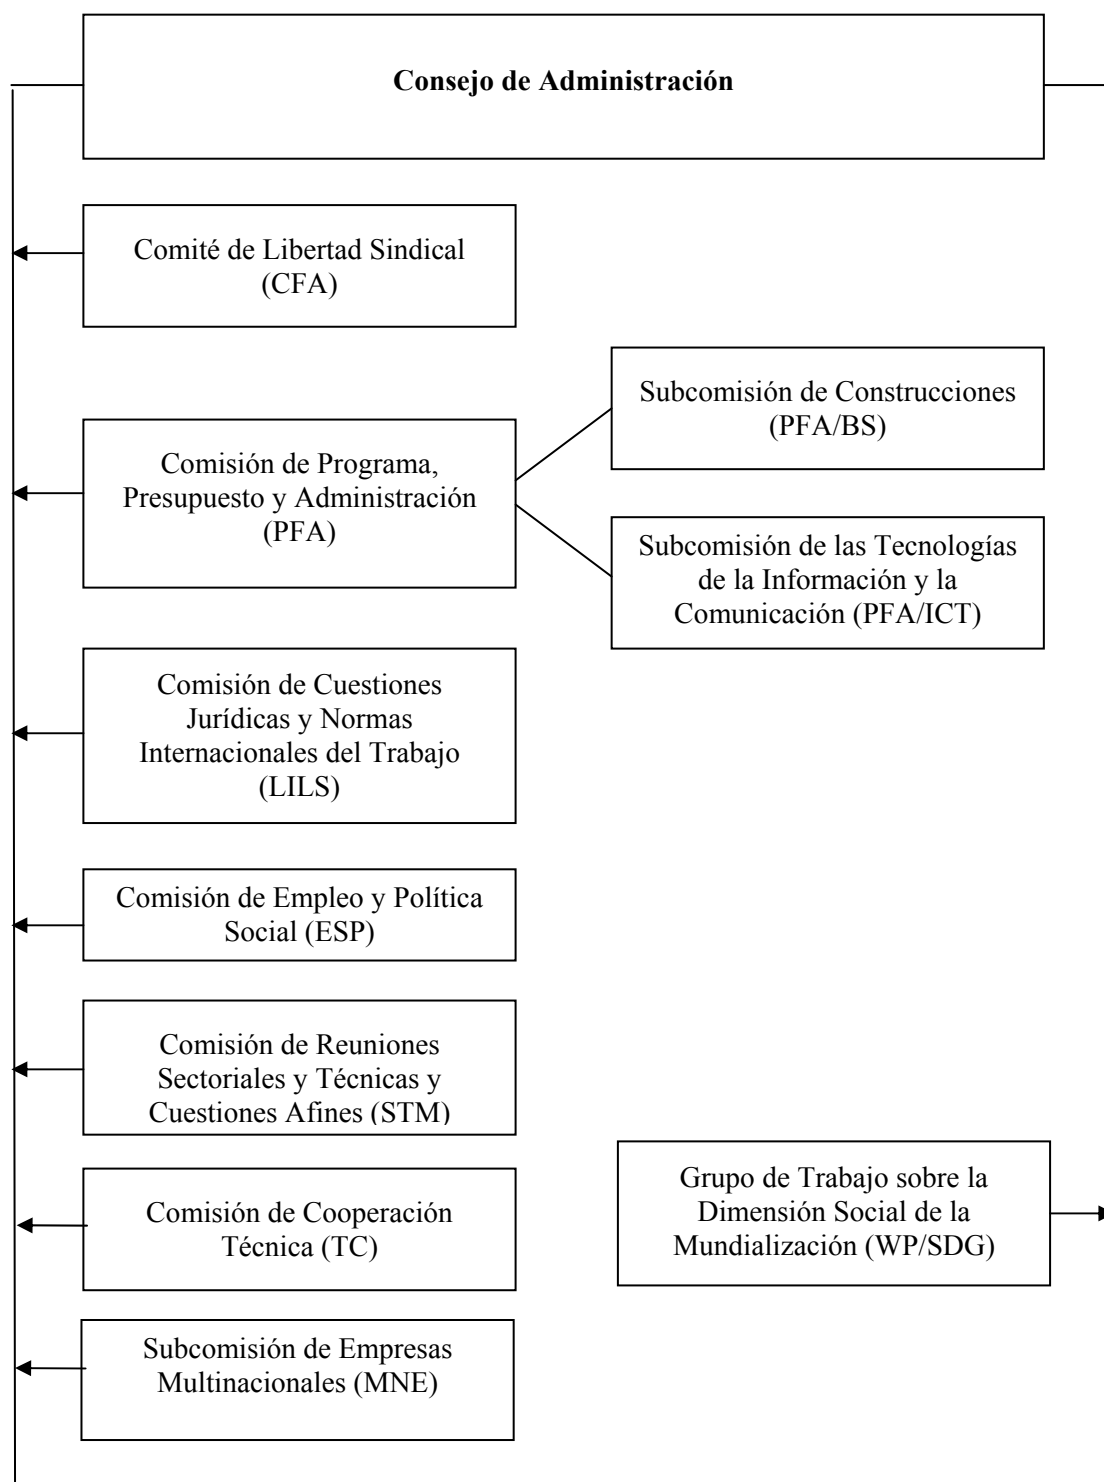 Consejo de Administración
Comité de Libertad Sindical
(CFA)
Subcomisión de Construcciones
(PFA/BS)
Comisión de Programa,
Presupuesto y Administración
(PFA)
Subcomisión de las Tecnologías
de la Información y la
Comunicación (PFA/ICT)
Comisión de Cuestiones
Jurídicas y Normas
Internacionales del Trabajo
(LILS)
Comisión de Empleo y Política
Social (ESP)
Comisión de Reuniones
Sectoriales y Técnicas y
Cuestiones Afines (STM)
Grupo de Trabajo sobre la
Dimensión Social de la
Mundialización (WP/SDG)
Comisión de Cooperación
Técnica (TC)
Subcomisión de Empresas
Multinacionales (MNE)